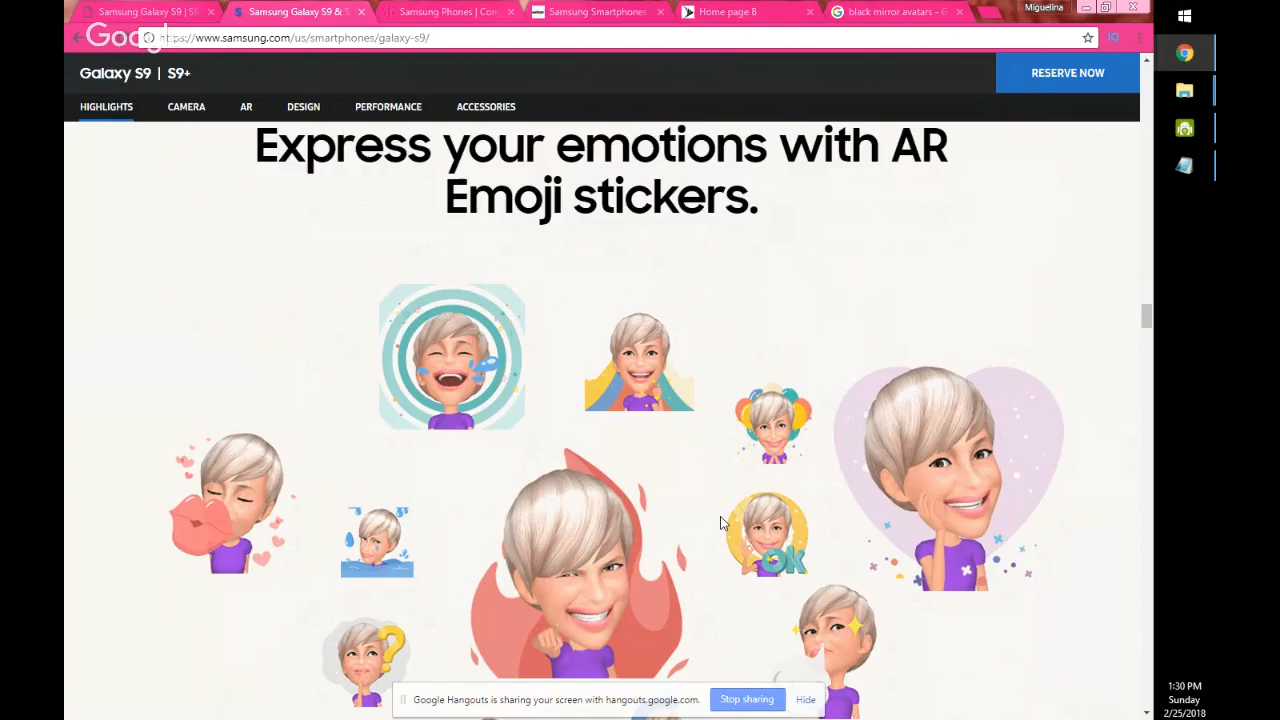 Samsung Galaxy S9 | S9
Samsung Galaxy S9 & S
Samsung Phones | Com
Samsung Smartphones
Home page B
black mirror avatars - G
Miguelina
https://www.samsung.com/us/smartphones/galaxy-s9/
Galaxy S9 | S9+
RESERVE NOW
HIGHLIGHTS
CAMERA
AR
DESIGN
PERFORMANCE
ACCESSORIES
Express your emotions with AR
Emoji stickers.
OK
?
Google Hangouts is sharing your screen with hangouts.google.com.
Stop sharing
Hide
1:30 PM
Sunday
2/25/2018